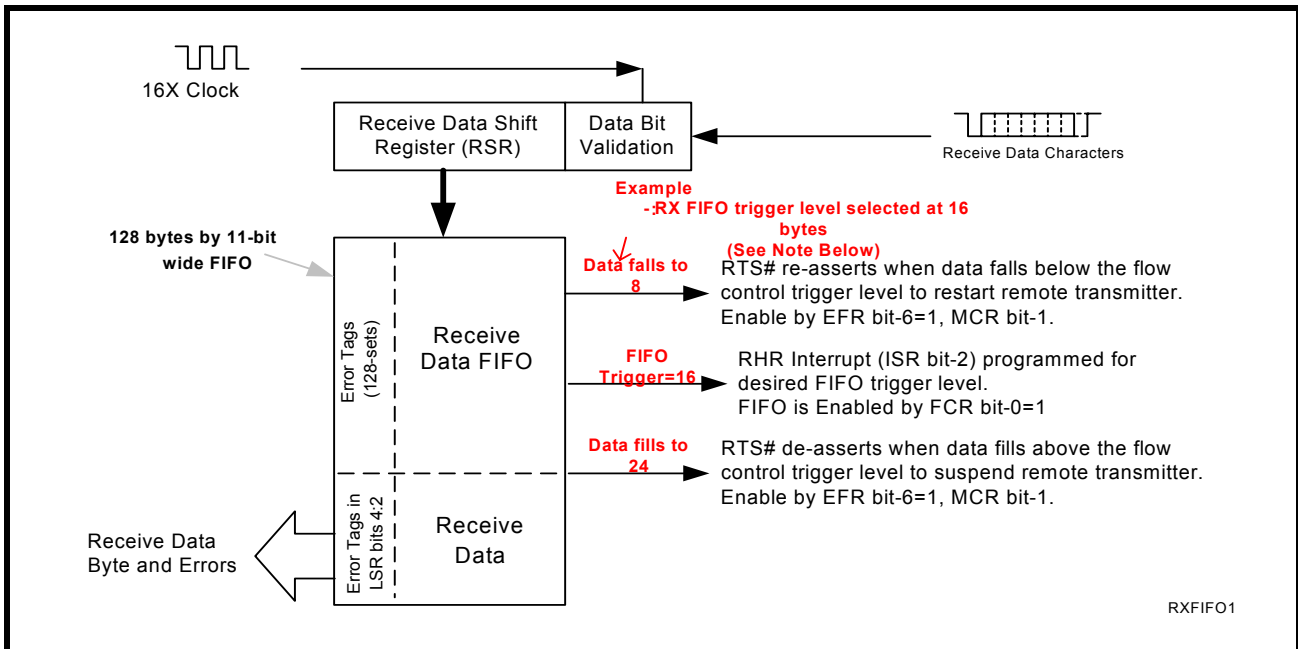 16X Clock
Receive Data Shift
Register (RSR)
Data Bit
Validation
Receive Data Characters
Example
-:RX FIFO trigger level selected at 16
bytes
(See Note Below)
128 bytes by 11-bit
wide FIFO
Error Tags
(128-sets)
Receive
Data FIFO
Data falls to
8
RTS# re-asserts when data falls below the flow
control trigger level to restart remote transmitter.
Enable by EFR bit-6=1, MCR bit-1.
FIFO
Trigger=16
RHR Interrupt (ISR bit-2) programmed for
desired FIFO trigger level.
FIFO is Enabled by FCR bit-0=1
Data fills to
24
RTS# de-asserts when data fills above the flow
control trigger level to suspend remote transmitter.
Enable by EFR bit-6=1, MCR bit-1.
Error Tags in
LSR bits 4:2
Receive
Data
Receive Data
Byte and Errors
RXFIFO1